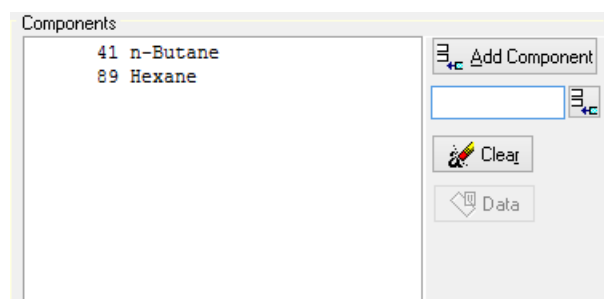 Components
41 n-Butane
89 Hexane
Add Component
Clear
Data